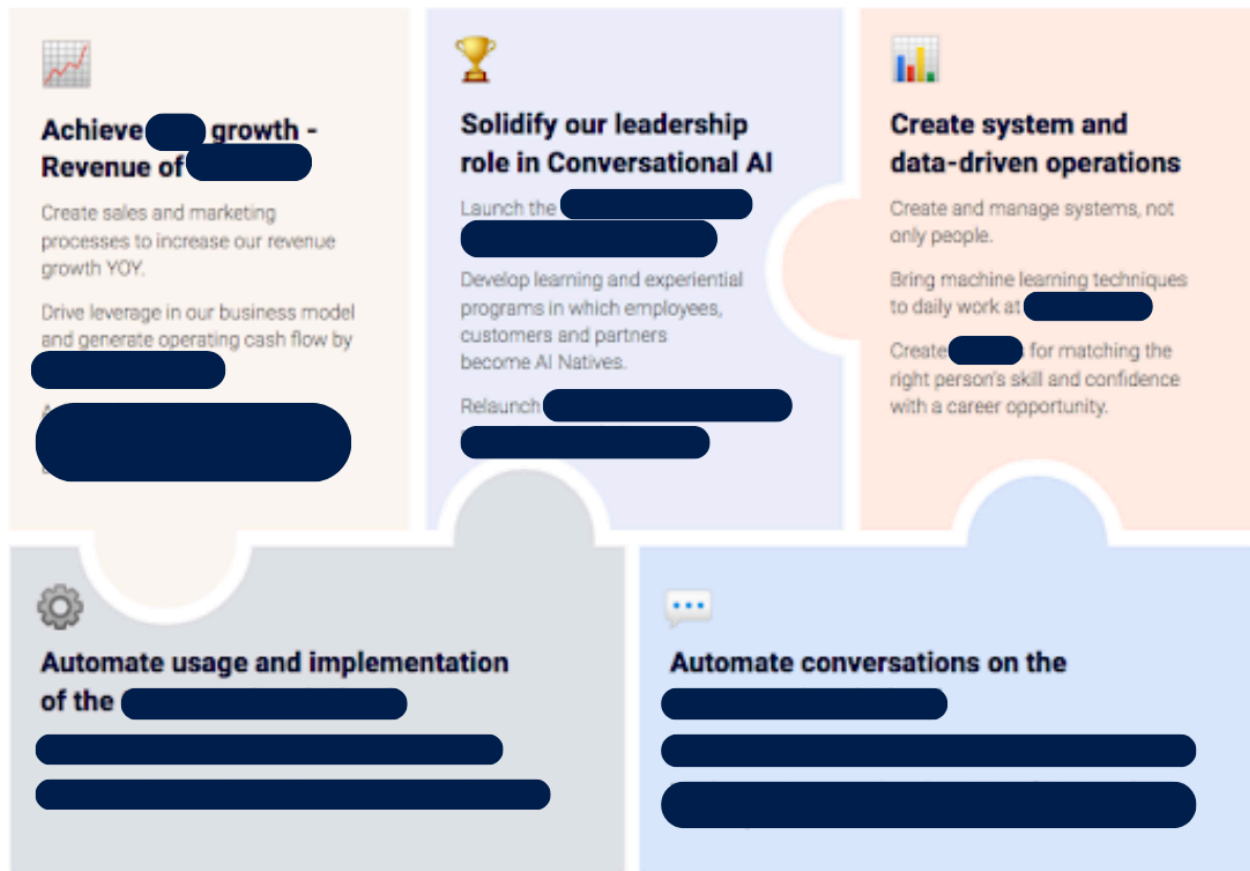 Achieve growth -
Revenue of
Create sales and marketing
processes to increase our revenue
growth YOY.
Drive leverage in our business model
and generate operating cash flow by
Solidify our leadership
role in Conversational AI
Launch the
Develop learning and experiential
programs in which employees,
customers and partners
become AI Natives.
Relaunch
Create system and
data-driven operations
Create and manage systems, not
only people.
Bring machine learning techniques
to daily work at
Create for matching the
right person's skill and confidence
with a career opportunity.
Automate usage and implementation
of the
Automate conversations on the